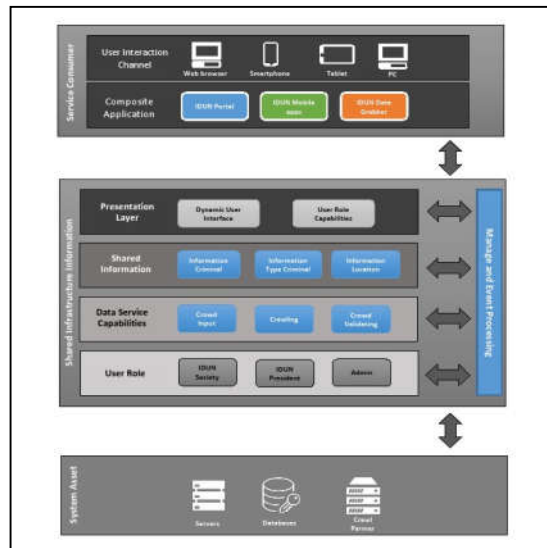 Service Consumer
User Interaction
Channel
Web browser
Smartphone
Tablet
PC
Composite
Application
IDUN Portal
IDUN Mobile
apps
IDUN Data
Grabber
Shared Infrastructure Information
Presentation
Layer
Dynamic User
Interface
User Role
Capabilities
Shared
Information
Information
Criminal
Information
Type Criminal
Information
Location
Data Service
Capabilities
Crowd
Input
Crawling
Crowd
Validating
User Role
IDUN
Society
IDUN
President
Admin
Manage and Event Processing
System Asset
Servers
Databases
Crawl